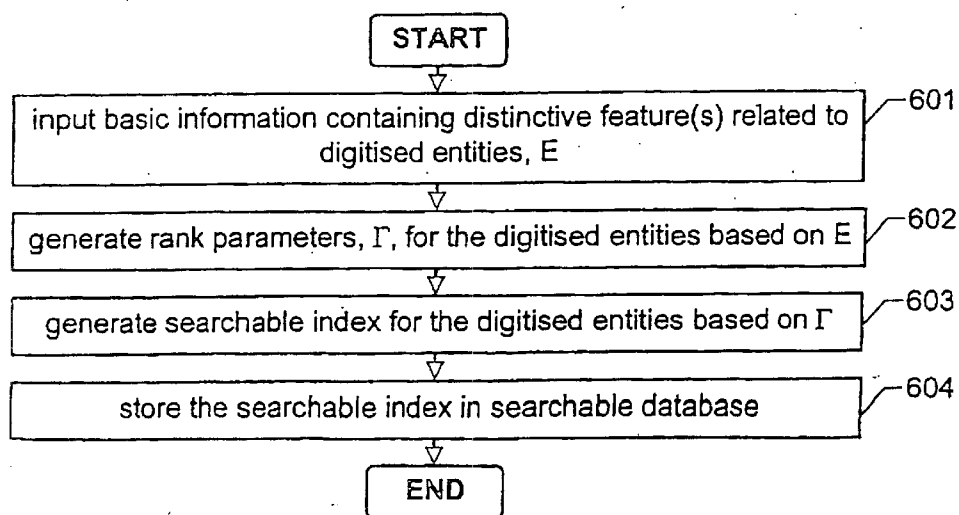 START
input basic information containing distinctive feature(s) related to
digitised entities, E
601
generate rank parameters, Γ, for the digitised entities based on E
602
generate searchable index for the digitised entities based on Γ
603
store the searchable index in searchable database
604
END